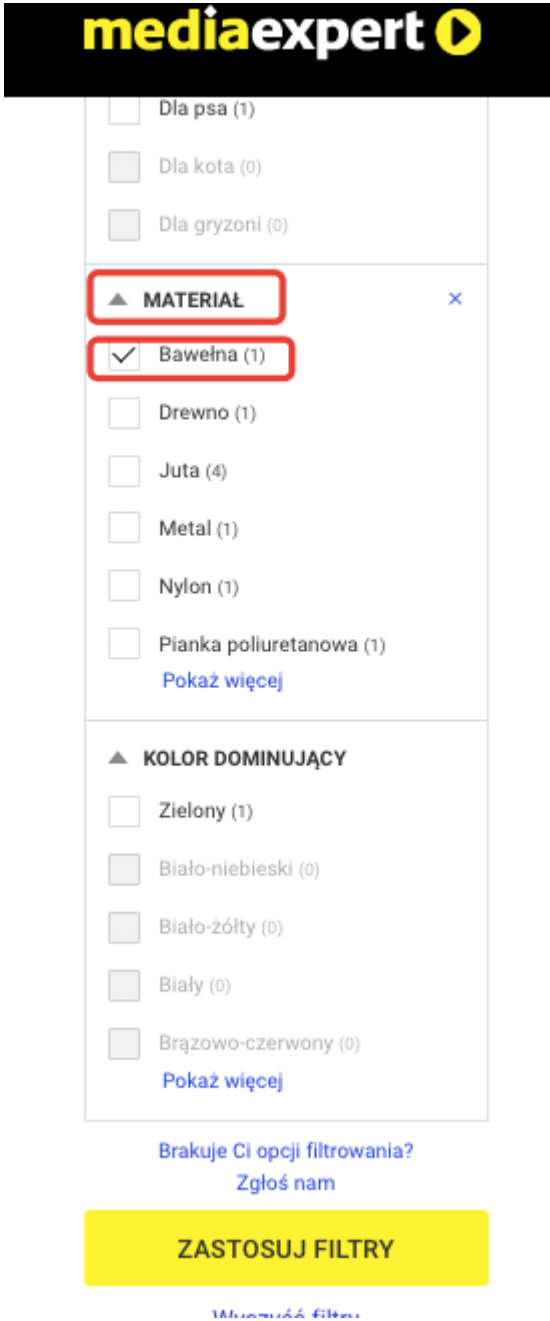 mediaexpert
Dla psa (1)
Dla kota (0)
Dla gryzoni (0)
MATERIAŁ
Bawełna (1)
Drewno (1)
Juta (4)
Metal (1)
Nylon (1)
Pianka poliuretanowa (1)
Pokaż więcej
KOLOR DOMINUJĄCY
Zielony (1)
Biało-niebieski (0)
Biało-żółty (0)
Biały (0)
Brązowo-czerwony (0)
Pokaż więcej
Brakuje Ci opcji filtrowania?
Zgłoś nam
ZASTOSUJ FILTRY
Wyczyść filtry